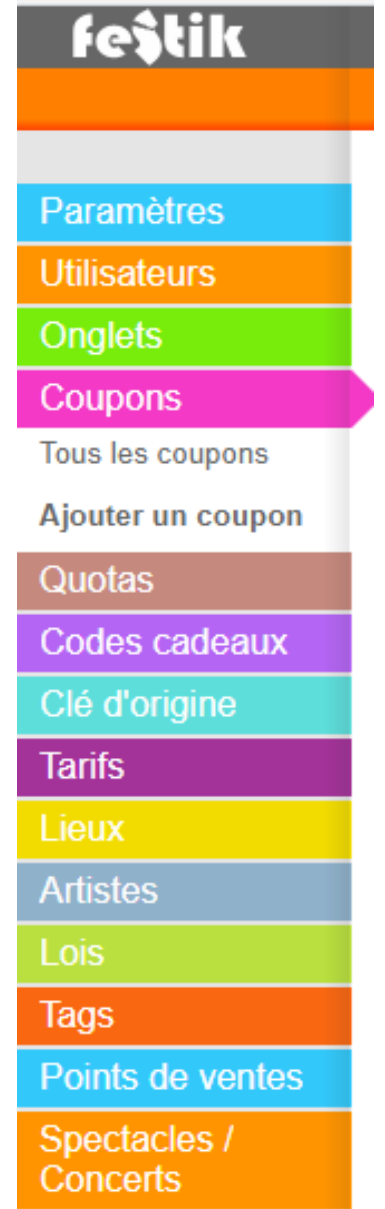 festik
Paramètres
Utilisateurs
Onglets
Coupons
Tous les coupons
Ajouter un coupon
Quotas
Codes cadeaux
Clé d'origine
Tarifs
Lieux
Artistes
Lois
Tags
Points de ventes
Spectacles /
Concerts